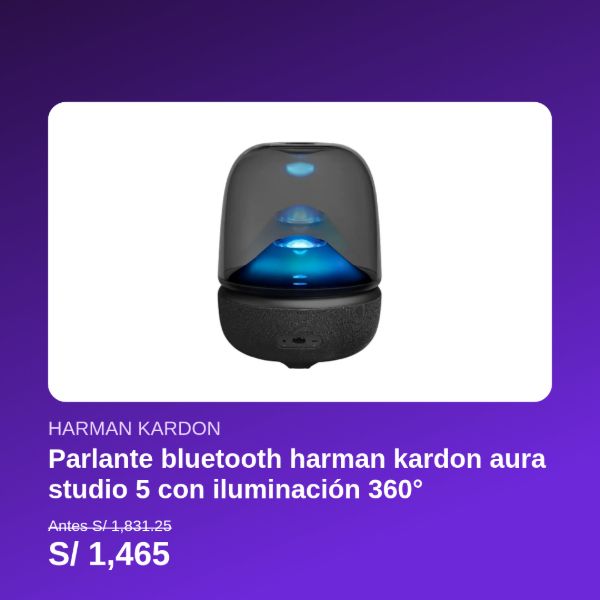 HARMAN KARDON
Parlante bluetooth harman kardon aura
studio 5 con iluminación 360°
Antes S/ 1,831.25
S/ 1,465